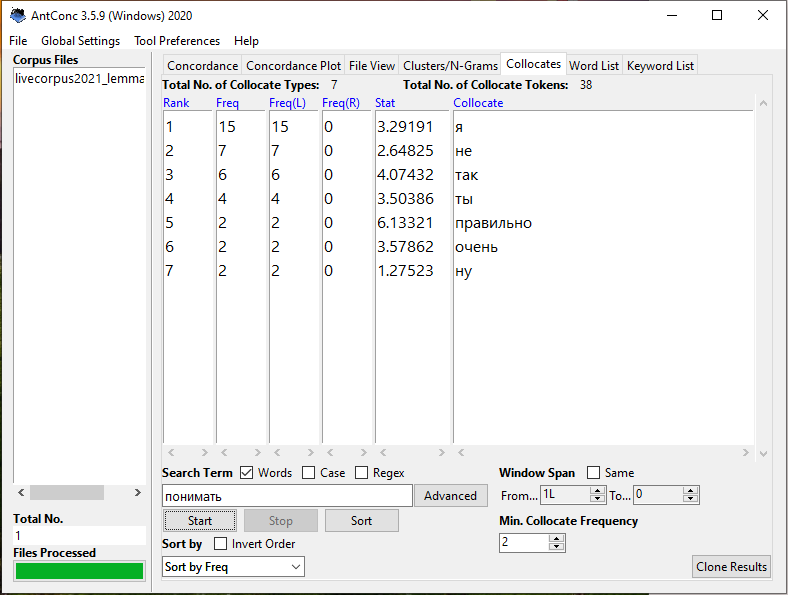 AntConc 3.5.9 (Windows) 2020
File Global Settings Tool Preferences Help
Corpus Files
livecorpus2021_lemma
Concordance Concordance Plot File View Clusters/N-Grams Collocates Word List Keyword List
Total No. of Collocate Types: 7 Total No. of Collocate Tokens: 38
Rank Freq Freq(L) Freq(R) Stat Collocate
1 15 15 0 3.29191 я
2 7 7 0 2.64825 не
3 6 6 0 4.07432 так
4 4 4 0 3.50386 ты
5 2 2 0 6.13321 правильно
6 2 2 0 3.57862 очень
7 2 2 0 1.27523 ну
Search Term Words Case Regex Window Span Same
понимать Advanced From... 1L To... 0
Start Stop Sort Min. Collocate Frequency
Sort by Invert Order 2
Sort by Freq Clone Results
Total No.
1
Files Processed